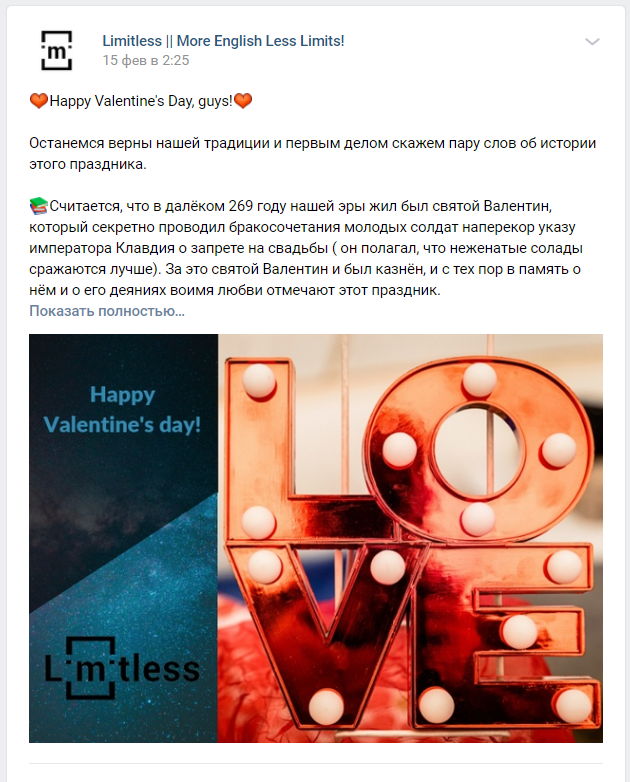 m
Limitless || More English Less Limits!
15 фев в 2:25
Happy Valentine's Day, guys!
Останемся верны нашей традиции и первым делом скажем пару слов об истории
этого праздника.
Считается, что в далёком 269 году нашей эры жил был святой Валентин,
который секретно проводил бракосочетания молодых солдат наперекор указу
императора Клавдия о запрете на свадьбы ( он полагал, что неженатые солады
сражаются лучше). За это святой Валентин и был казнён, и с тех пор в память о
нём и о его деяниях воимя любви отмечают этот праздник.
Показать полностью...
Happy
Valentine's day!
Limitless
LO
VE